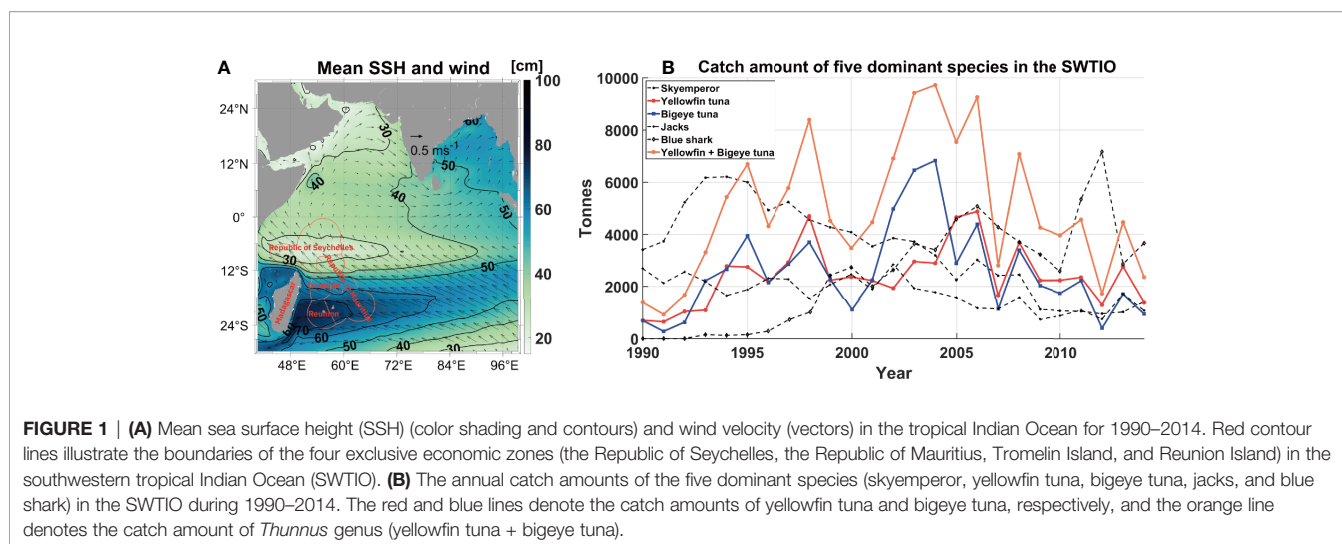 A
Mean SSH and wind
[cm]
100
80
60
40
20
24°N
12°N
0°
12°S
24°S
48°E
60°E
72°E
84°E
96°E
30
60
0.5 ms⁻¹
50
40
40
50
Republic of Seychelles
30
50
Madagascar
Reunion
50
70
60
50
40
30
B
Catch amount of five dominant species in the SWTIO
10000
8000
6000
4000
2000
0
Tonnes
Skyemperor
Yellowfin tuna
Bigeye tuna
Jacks
Blue shark
Yellowfin + Bigeye tuna
1990
1995
2000
2005
2010
Year
FIGURE 1 | (A) Mean sea surface height (SSH) (color shading and contours) and wind velocity (vectors) in the tropical Indian Ocean for 1990–2014. Red contour
lines illustrate the boundaries of the four exclusive economic zones (the Republic of Seychelles, the Republic of Mauritius, Tromelin Island, and Reunion Island) in the
southwestern tropical Indian Ocean (SWTIO). (B) The annual catch amounts of the five dominant species (skyemperor, yellowfin tuna, bigeye tuna, jacks, and blue
shark) in the SWTIO during 1990–2014. The red and blue lines denote the catch amounts of yellowfin tuna and bigeye tuna, respectively, and the orange line
denotes the catch amount of Thunnus genus (yellowfin tuna + bigeye tuna).